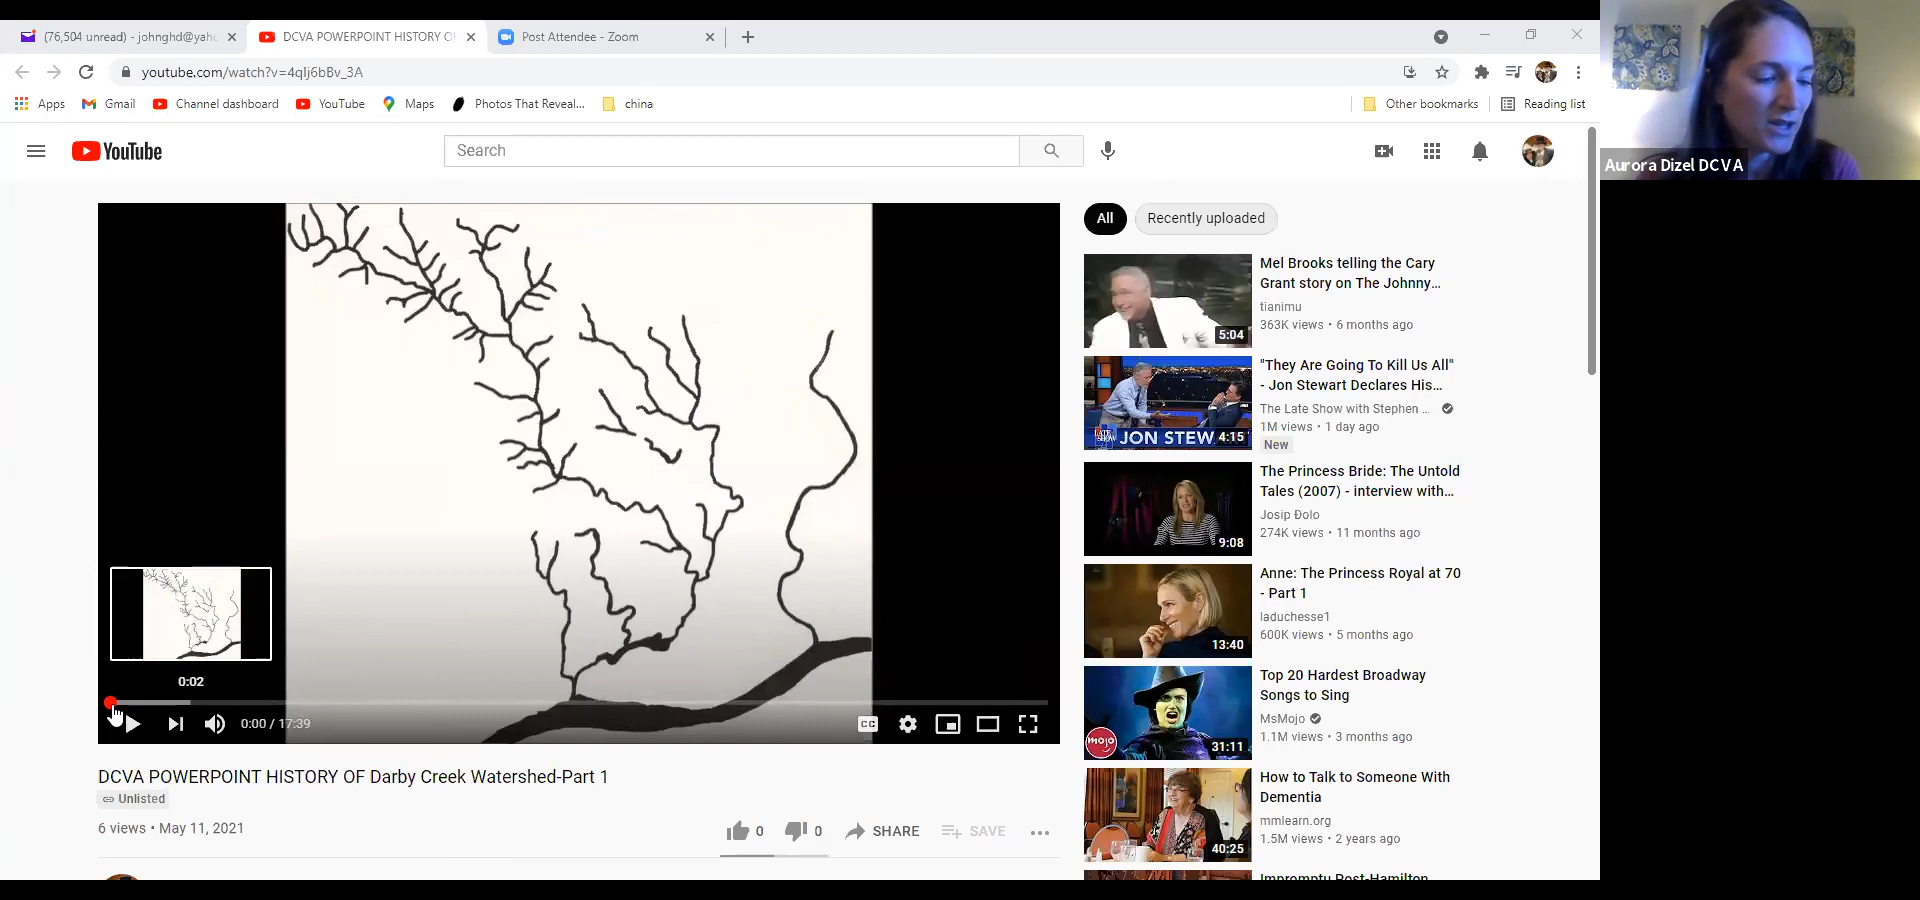 (76,504 unread) - johnghd@yah
DCVA POWERPOINT HISTORY O
Post Attendee - Zoom
youtube.com/watch?v=4qIj6bBv_3A
Apps
Gmail
Channel dashboard
YouTube
Maps
Photos That Reveal...
china
Other bookmarks
Reading list
YouTube
Search
Aurora Dizel DCVA
All
Recently uploaded
Mel Brooks telling the Cary
Grant story on The Johnny...
tianimu
363K views • 6 months ago
5:04
"They Are Going To Kill Us All"
- Jon Stewart Declares His...
The Late Show with Stephen ...
1M views • 1 day ago
New
JON STEW
4:15
The Princess Bride: The Untold
Tales (2007) - interview with...
Josip Đolo
274K views • 11 months ago
9:08
Anne: The Princess Royal at 70
- Part 1
laduchesse1
600K views • 5 months ago
13:40
Top 20 Hardest Broadway
Songs to Sing
MsMojo
1.1M views • 3 months ago
mojo
31:11
How to Talk to Someone With
Dementia
mmlearn.org
1.5M views • 2 years ago
40:25
Impromptu Post-Hamilton
0:02
0:00 / 17:39
CC
DCVA POWERPOINT HISTORY OF Darby Creek Watershed-Part 1
Unlisted
6 views • May 11, 2021
0
0
SHARE
SAVE